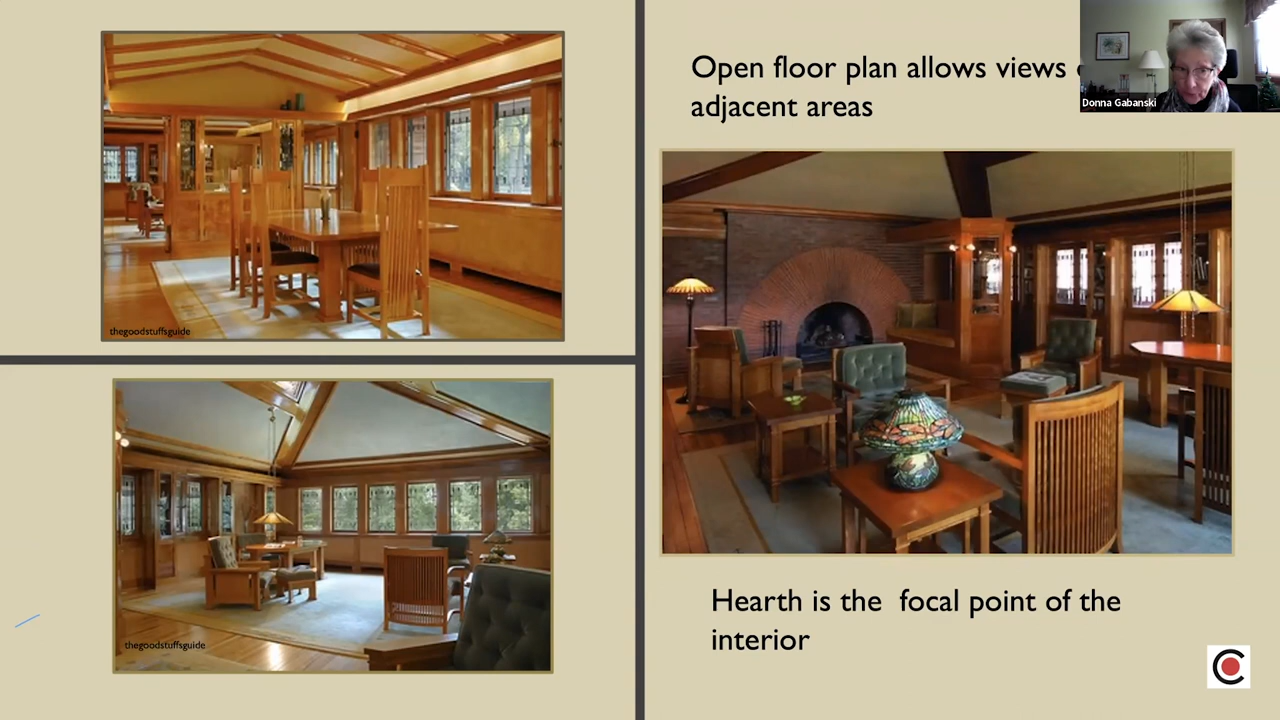 Open floor plan allows views
adjacent areas
Donna Gabanski
thegoodstuffsguide
thegoodstuffsguide
Hearth is the focal point of the
interior